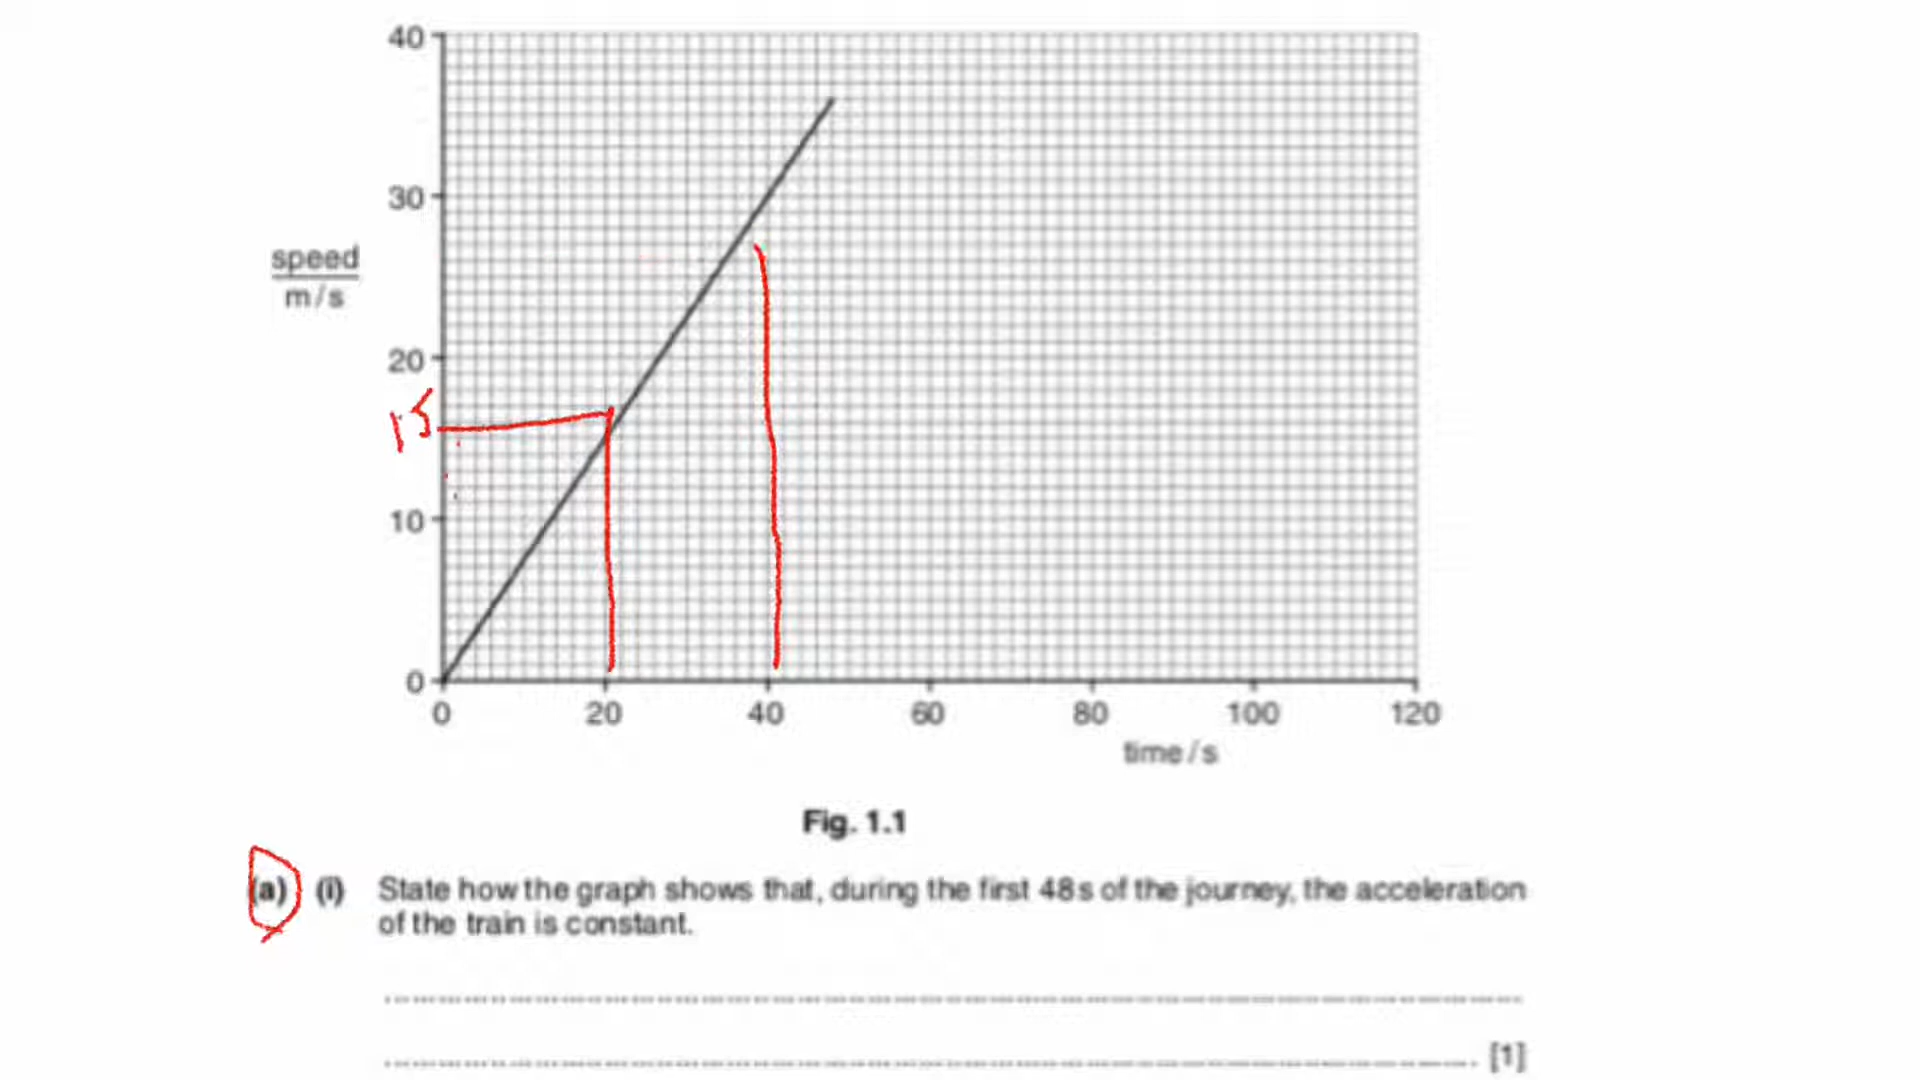 40
30
speed
m/s
20
15
10
0
0 20 40 60 80 100 120
time/s
Fig. 1.1
(a) (i) State how the graph shows that, during the first 48s of the journey, the acceleration
of the train is constant.
[1]